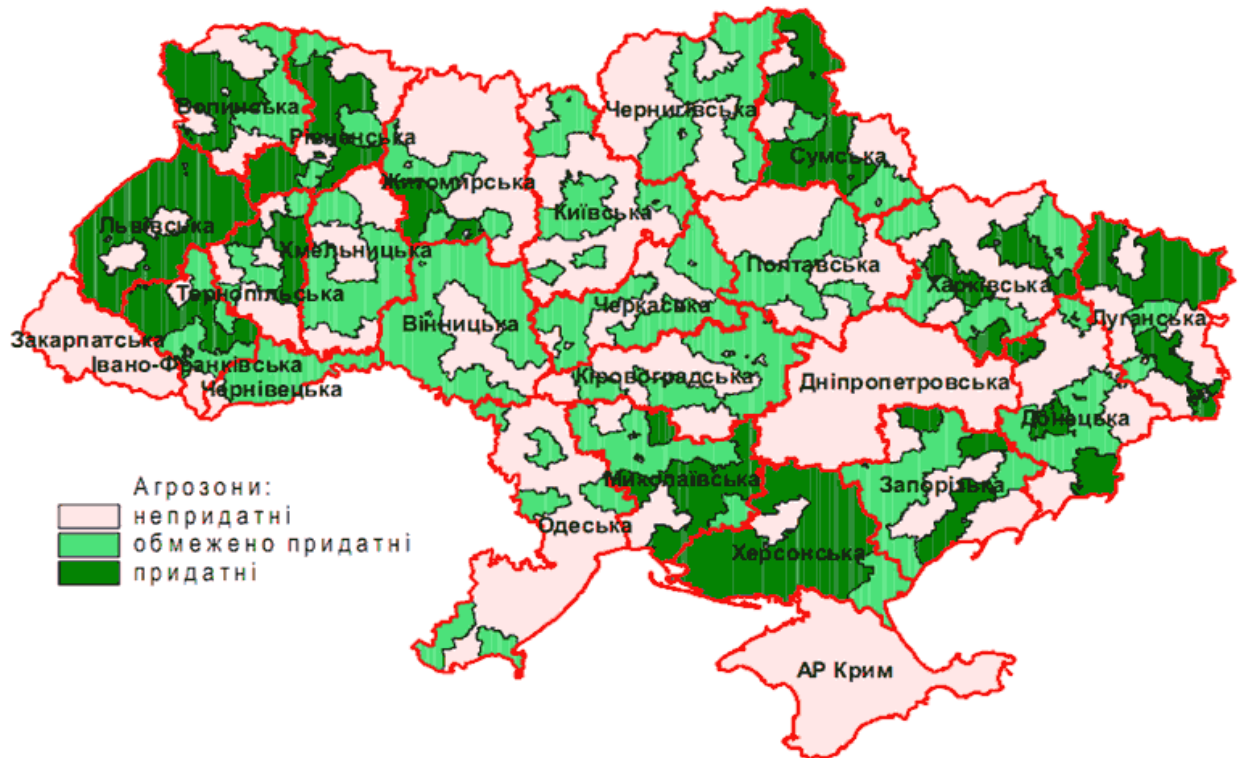 Волинська
Рівненська
Чернигівська
Сумська
Житомирська
Київська
Львівська
Хмельницька
Полтавська
Харківська
Тернопільська
Черкаська
Луганська
Вінницька
Закарпатська
Івано-Франківська
Чернівецька
Кіровоградська
Дніпропетровська
Донецька
Миколаївська
Запорізька
Одеська
Херсонська
АР Крим
Агрозони:
непридатні
обмежено придатні
придатні